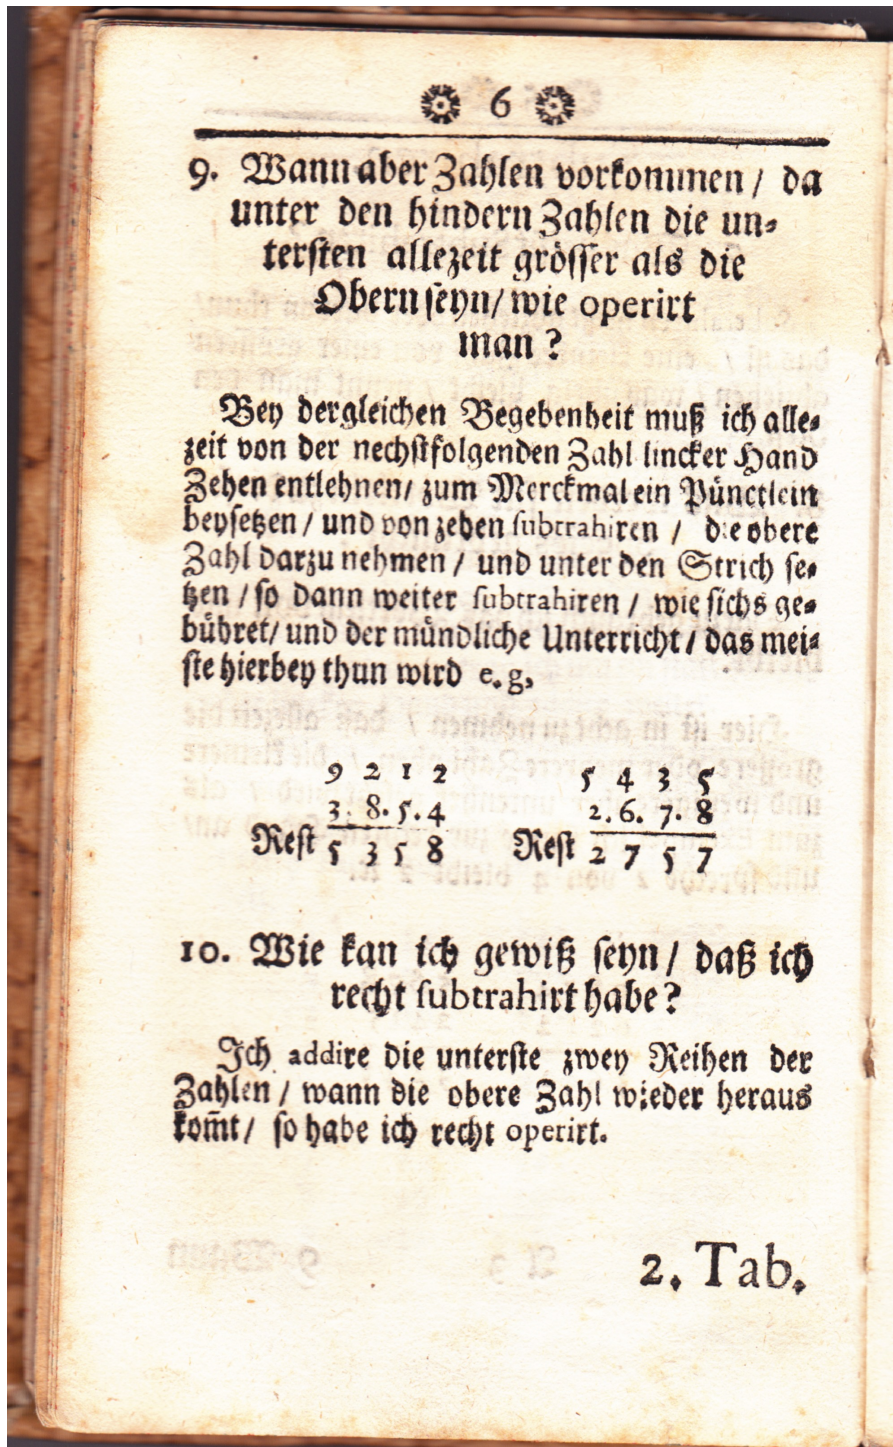 6
9. Wann aber Zahlen vorkommen / da
unter den hindern Zahlen die un⸗
tersten allezeit grösser als die
Obern seyn / wie operirt
man ?
Bey dergleichen Begebenheit muß ich alle⸗
zeit von der nechstfolgenden Zahl lincker Hand
Zehen entlehnen / zum Merckmal ein Pünctlein
beysetzen / und von zehen subtrahiren / die obere
Zahl darzu nehmen / und unter den Strich se⸗
tzen / so dann weiter subtrahiren / wie sichs ge⸗
bühret / und der mündliche Unterricht / das mei⸗
ste hierbey thun wird e. g.
9 2 1 2 5 4 3 5
3. 8. 5. 4 2. 6. 7. 8
Rest 5 3 5 8 Rest 2 7 5 7
10. Wie kan ich gewiß seyn / daß ich
recht subtrahirt habe ?
Ich addire die unterste zwey Reihen der
Zahlen / wann die obere Zahl wieder heraus
kom̄t / so habe ich recht operirt.
2. Tab.